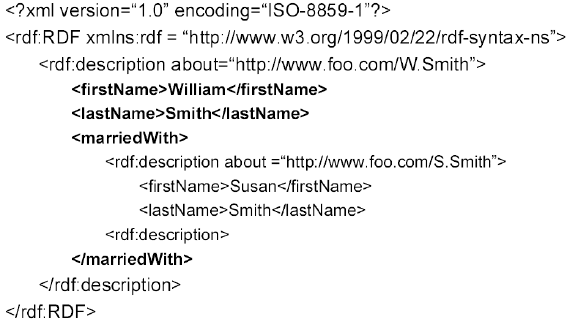 <?xml version=“1.0” encoding=“ISO-8859-1”?>
<rdf:RDF xmlns:rdf = “http://www.w3.org/1999/02/22/rdf-syntax-ns”>
<rdf:description about=“http://www.foo.com/W.Smith”>
<firstName>William</firstName>
<lastName>Smith</lastName>
<marriedWith>
<rdf:description about =“http://www.foo.com/S.Smith”>
<firstName>Susan</firstName>
<lastName>Smith</lastName>
<rdf:description>
</marriedWith>
</rdf:description>
</rdf:RDF>